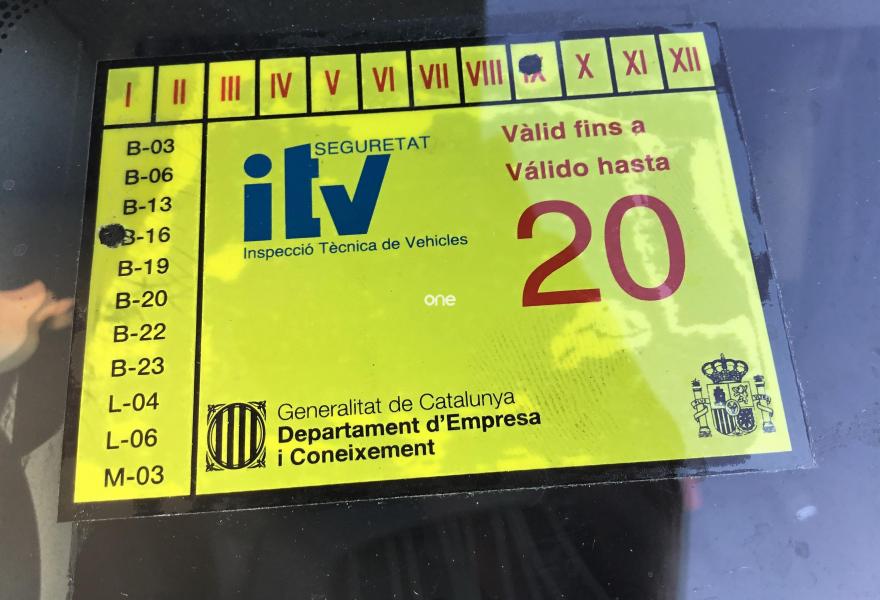 I II III IV V VI VII VIII IX X XI XII
B-03
B-06
B-13
B-16
B-19
B-20
B-22
B-23
L-04
L-06
M-03
SEGURETAT
itv
Inspecció Tècnica de Vehicles
Vàlid fins a
Válido hasta
20
one
Generalitat de Catalunya
Departament d'Empresa
i Coneixement